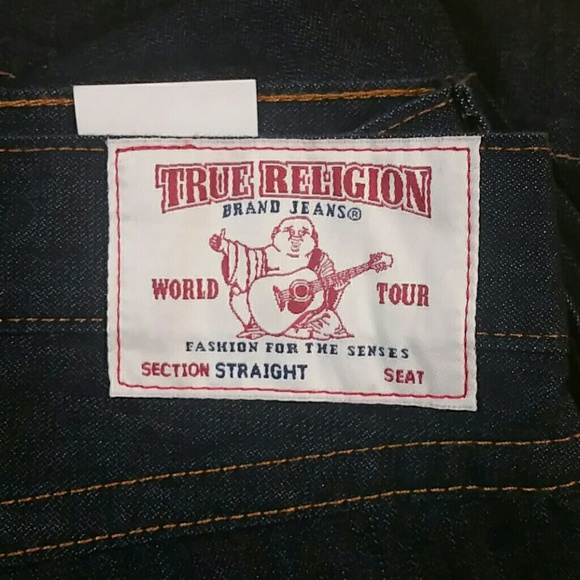 TRUE RELIGION
BRAND JEANS®
WORLD TOUR
FASHION FOR THE SENSES
SECTION STRAIGHT SEAT